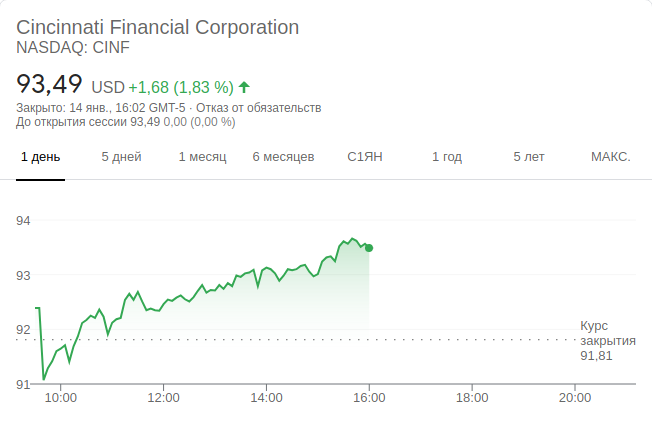 Cincinnati Financial Corporation
NASDAQ: CINF
93,49 USD +1,68 (1,83 %)
Закрыто: 14 янв., 16:02 GMT-5 · Отказ от обязательств
До открытия сессии 93,49 0,00 (0,00 %)
1 день 5 дней 1 месяц 6 месяцев С1ЯН 1 год 5 лет МАКС.
94
93
92
Курс
закрытия
91,81
91
10:00 12:00 14:00 16:00 18:00 20:00